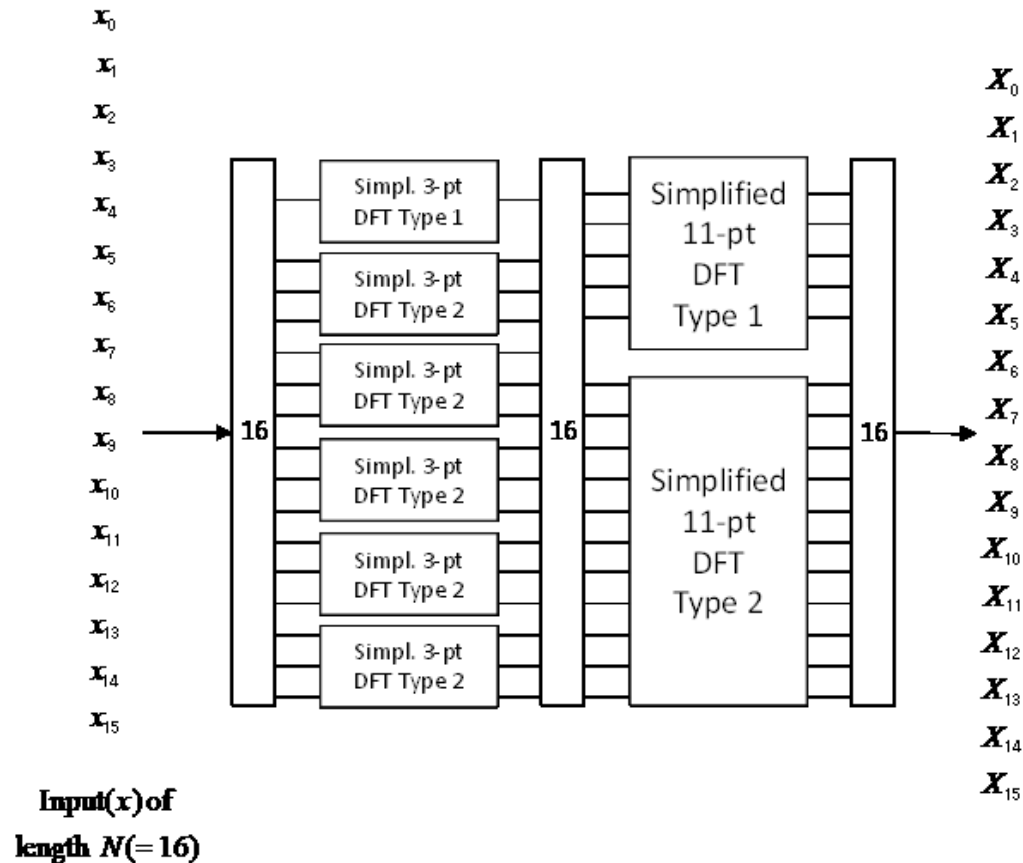 x₀
x₁
x₂
x₃
x₄
x₅
x₆
x₇
x₈
x₉
x₁₀
x₁₁
x₁₂
x₁₃
x₁₄
x₁₅
Input(x) of
length N(=16)
16
Simpl. 3-pt
DFT Type 1
Simpl. 3-pt
DFT Type 2
Simpl. 3-pt
DFT Type 2
Simpl. 3-pt
DFT Type 2
Simpl. 3-pt
DFT Type 2
Simpl. 3-pt
DFT Type 2
16
Simplified
11-pt
DFT
Type 1
Simplified
11-pt
DFT
Type 2
16
X₀
X₁
X₂
X₃
X₄
X₅
X₆
X₇
X₈
X₉
X₁₀
X₁₁
X₁₂
X₁₃
X₁₄
X₁₅